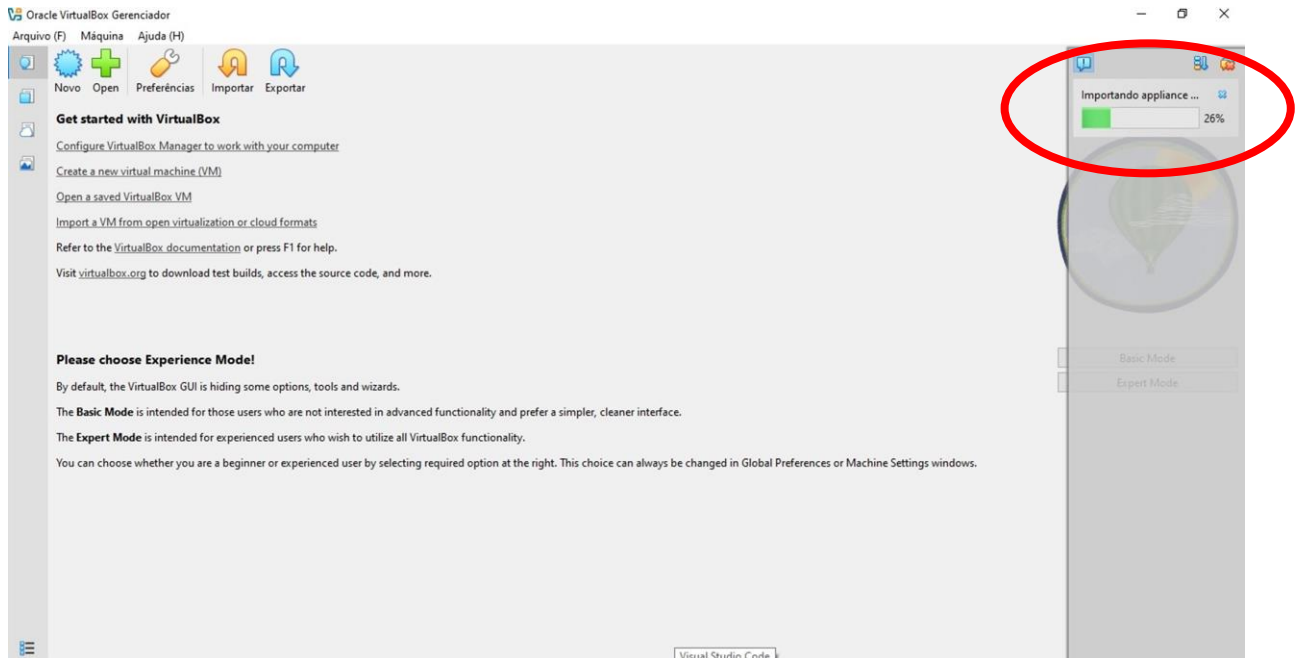 Oracle VirtualBox Gerenciador
Arquivo (F) Máquina Ajuda (H)
Novo Open Preferências Importar Exportar
Importando appliance ...
26%
Get started with VirtualBox
Configure VirtualBox Manager to work with your computer
Create a new virtual machine (VM)
Open a saved VirtualBox VM
Import a VM from open virtualization or cloud formats
Refer to the VirtualBox documentation or press F1 for help.
Visit virtualbox.org to download test builds, access the source code, and more.
Please choose Experience Mode!
Basic Mode
By default, the VirtualBox GUI is hiding some options, tools and wizards.
Expert Mode
The Basic Mode is intended for those users who are not interested in advanced functionality and prefer a simpler, cleaner interface.
The Expert Mode is intended for experienced users who wish to utilize all VirtualBox functionality.
You can choose whether you are a beginner or experienced user by selecting required option at the right. This choice can always be changed in Global Preferences or Machine Settings windows.
Visual Studio Code